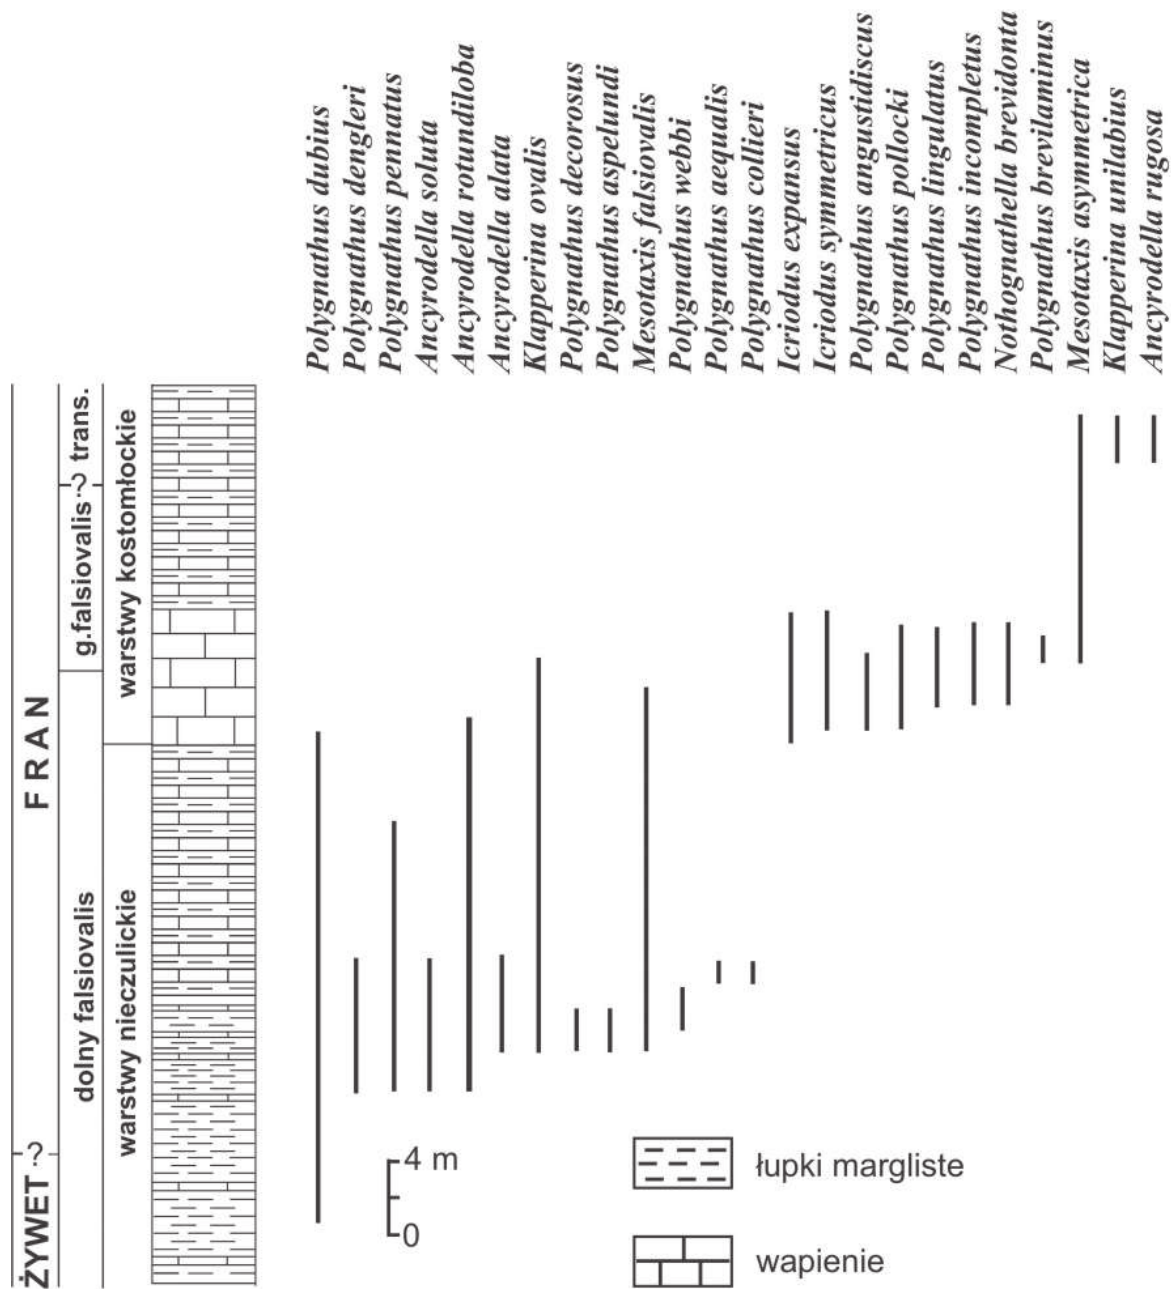 Polygnathus dubius
Polygnathus dengleri
Polygnathus pennatus
Ancyrodella soluta
Ancyrodella rotundiloba
Ancyrodella alata
Klapperina ovalis
Polygnathus decorosus
Polygnathus aspelundi
Mesotaxis falsiovalis
Polygnathus webbi
Polygnathus aequalis
Polygnathus collieri
Icriodus expansus
Icriodus symmetricus
Polygnathus angustidiscus
Polygnathus pollocki
Polygnathus lingulatus
Polygnathus incompletus
Nothognathella brevidonta
Polygnathus brevilaminus
Mesotaxis asymmetrica
Klapperina unilabius
Ancyrodella rugosa
ŻYWET
?
FRAN
dolny falsiovalis
g.falsiovalis
?
trans.
warstwy nieczulickie
warstwy kostomłockie
4 m
0
łupki margliste
wapienie